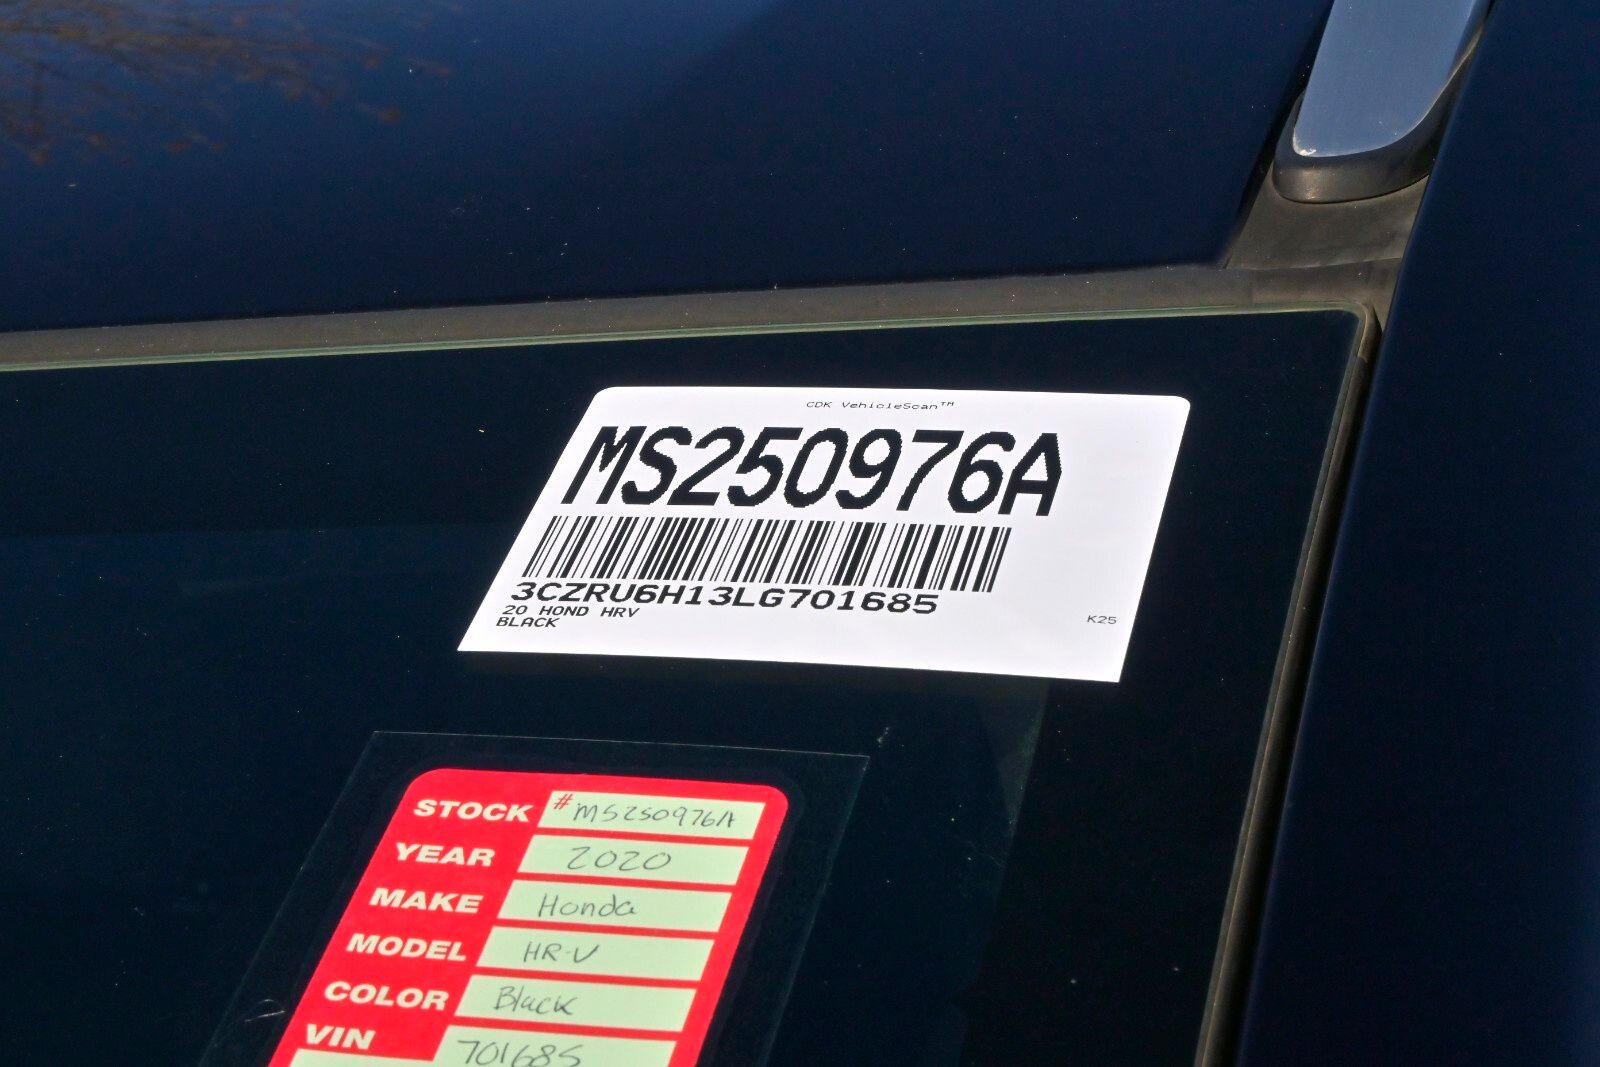 CDK VehicleScan™
MS250976A
3CZRU6H13LG701685
20 HOND HRV
BLACK
K25
STOCK #MS250976A
YEAR 2020
MAKE Honda
MODEL HR-V
COLOR Black
VIN 701685